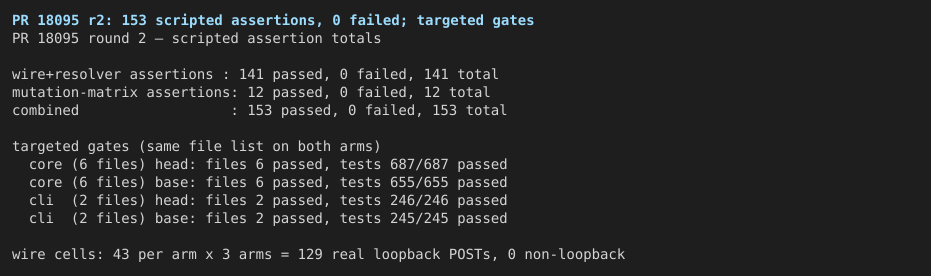 PR 18095 r2: 153 scripted assertions, 0 failed; targeted gates
PR 18095 round 2 — scripted assertion totals
wire+resolver assertions : 141 passed, 0 failed, 141 total
mutation-matrix assertions: 12 passed, 0 failed, 12 total
combined                  : 153 passed, 0 failed, 153 total
targeted gates (same file list on both arms)
  core (6 files) head: files 6 passed, tests 687/687 passed
  core (6 files) base: files 6 passed, tests 655/655 passed
  cli  (2 files) head: files 2 passed, tests 246/246 passed
  cli  (2 files) base: files 2 passed, tests 245/245 passed
wire cells: 43 per arm x 3 arms = 129 real loopback POSTs, 0 non-loopback